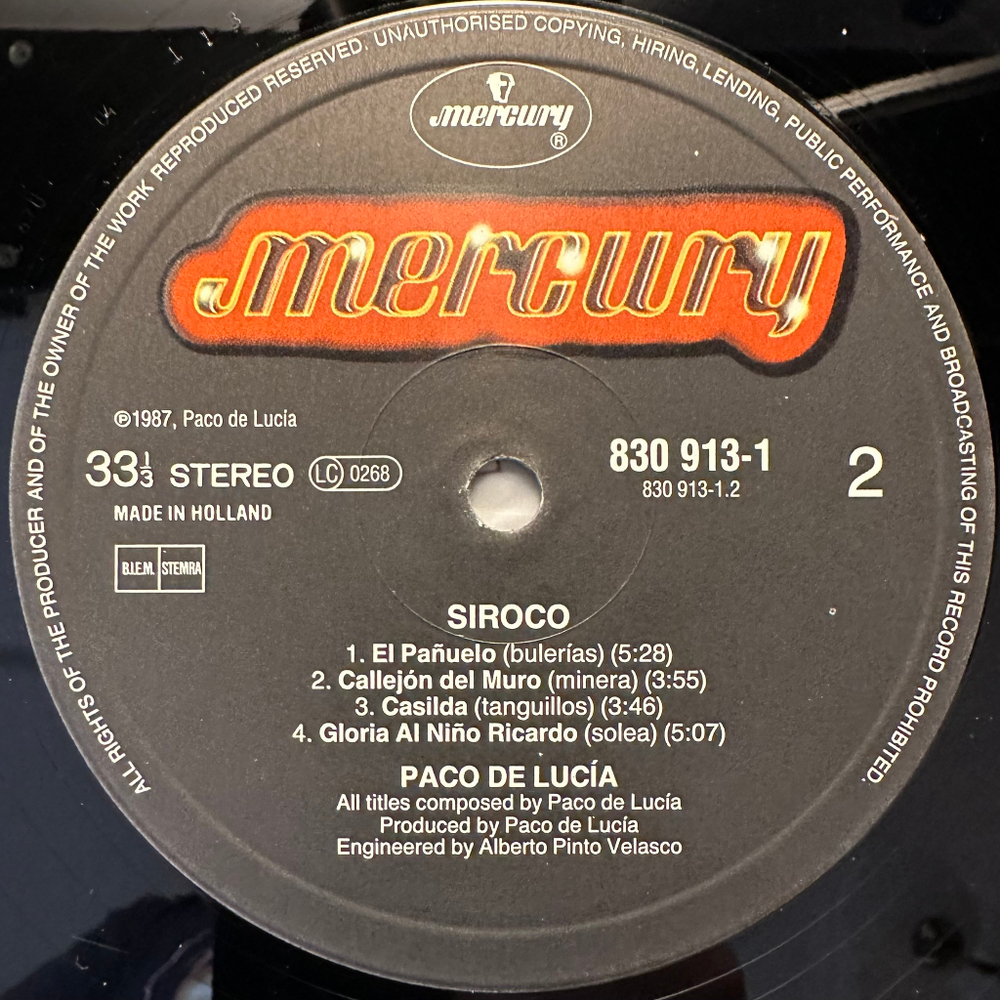 ALL RIGHTS OF THE PRODUCER AND OF THE OWNER OF THE WORK REPRODUCED RESERVED. UNAUTHORISED COPYING, HIRING, LENDING, PUBLIC PERFORMANCE AND BROADCASTING OF THIS RECORD PROHIBITED.
mercury
®
mercury
℗1987, Paco de Lucía
33⅓ STEREO LC 0268
MADE IN HOLLAND
B.I.E.M. STEMRA
830 913-1
830 913-1.2
2
SIROCO
1. El Pañuelo (bulerías) (5:28)
2. Callejón del Muro (minera) (3:55)
3. Casilda (tanguillos) (3:46)
4. Gloria Al Niño Ricardo (solea) (5:07)
PACO DE LUCÍA
All titles composed by Paco de Lucía
Produced by Paco de Lucía
Engineered by Alberto Pinto Velasco